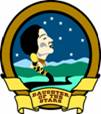 DAUGHTER
OF THE
STARS